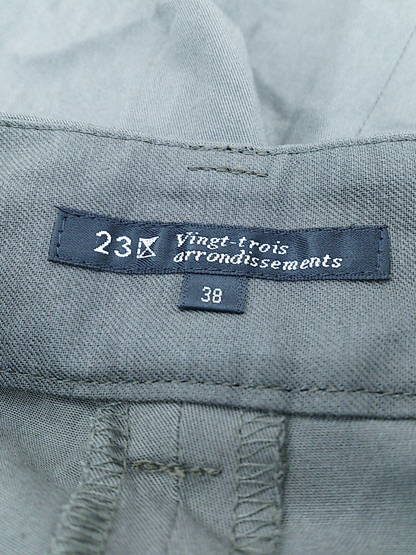 23区
Vingt-trois
arrondissements
38